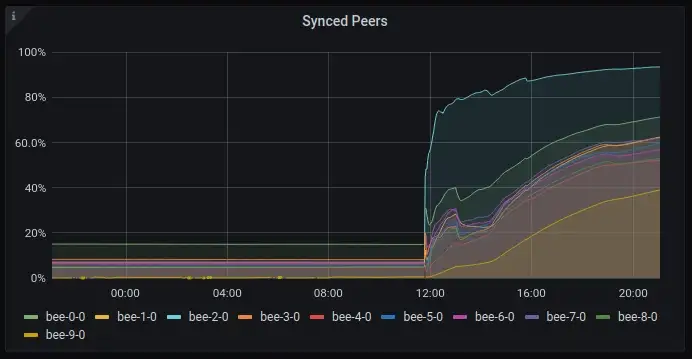 i
Synced Peers
100%
80%
60.0%
40%
20%
0%
00:00 04:00 08:00 12:00 16:00 20:00
bee-0-0 bee-1-0 bee-2-0 bee-3-0 bee-4-0 bee-5-0 bee-6-0 bee-7-0 bee-8-0
bee-9-0